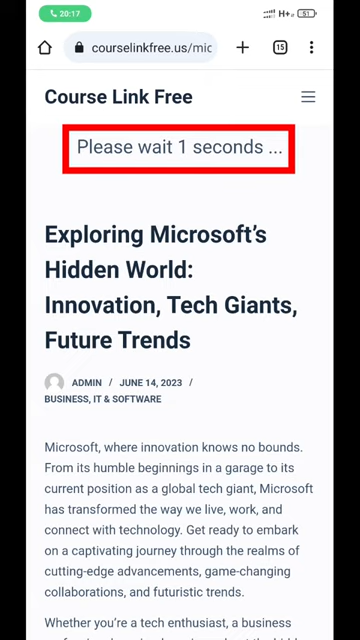 20:17
H+
51
courselinkfree.us/mic
15
Course Link Free
Please wait 1 seconds ...
Exploring Microsoft's
Hidden World:
Innovation, Tech Giants,
Future Trends
ADMIN / JUNE 14, 2023 /
BUSINESS, IT & SOFTWARE
Microsoft, where innovation knows no bounds.
From its humble beginnings in a garage to its
current position as a global tech giant, Microsoft
has transformed the way we live, work, and
connect with technology. Get ready to embark
on a captivating journey through the realms of
cutting-edge advancements, game-changing
collaborations, and futuristic trends.
Whether you're a tech enthusiast, a business